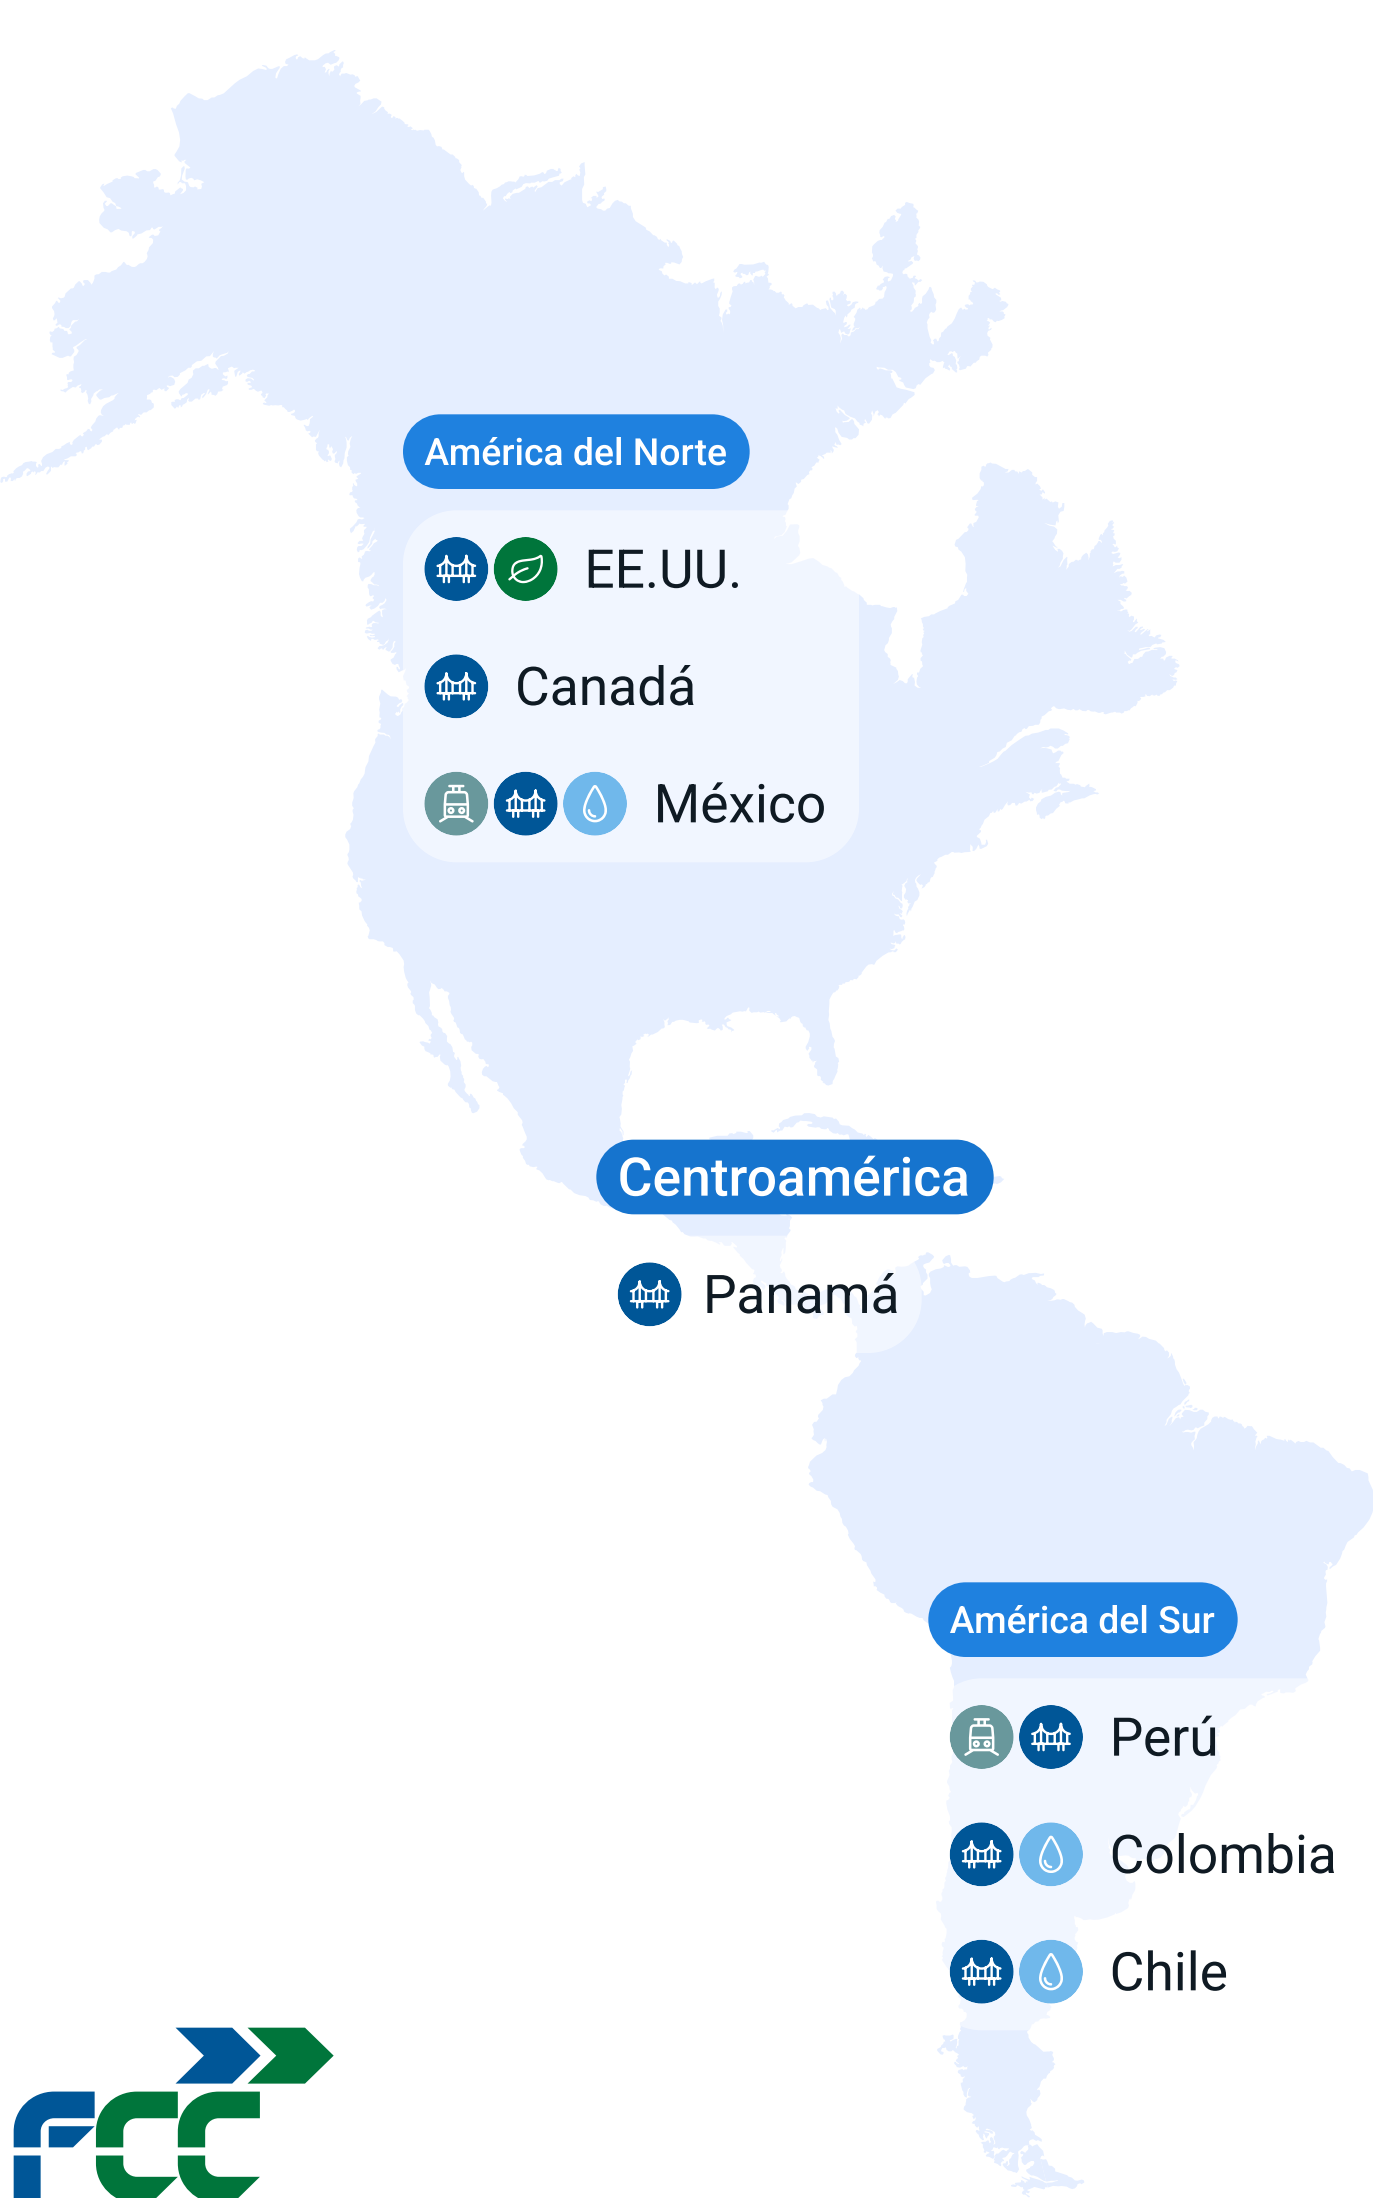 América del Norte
EE.UU.
Canadá
México
Centroamérica
Panamá
América del Sur
Perú
Colombia
Chile
FCC